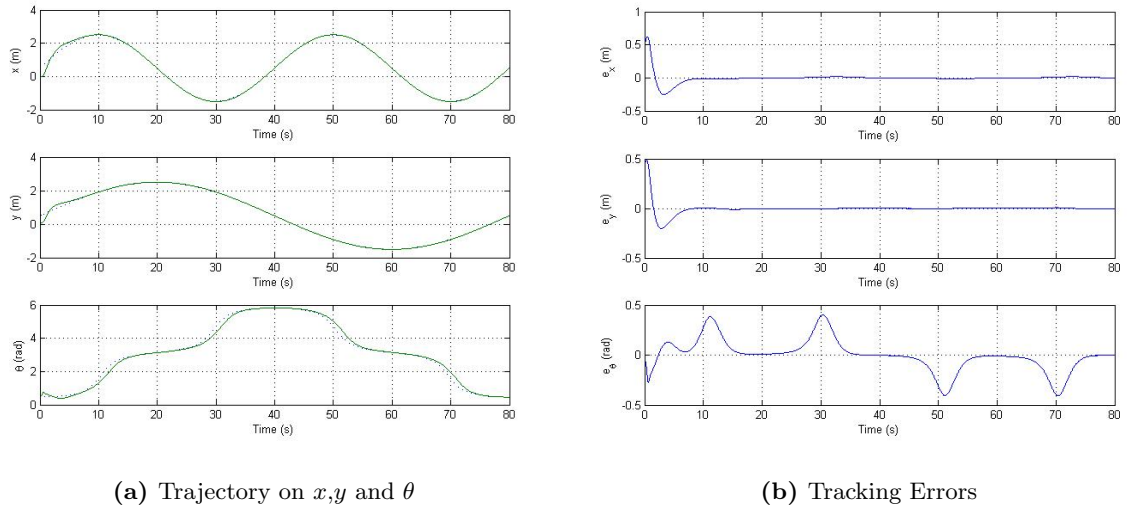 4
2
0
-2
x (m)
0 10 20 30 40 50 60 70 80
Time (s)
4
2
0
-2
y (m)
0 10 20 30 40 50 60 70 80
Time (s)
6
4
2
0
θ (rad)
0 10 20 30 40 50 60 70 80
Time (s)
(a) Trajectory on x,y and θ
1
0.5
0
-0.5
e_x (m)
0 10 20 30 40 50 60 70 80
Time (s)
0.5
0
-0.5
e_y (m)
0 10 20 30 40 50 60 70 80
Time (s)
0.5
0
-0.5
e_θ (rad)
0 10 20 30 40 50 60 70 80
Time (s)
(b) Tracking Errors